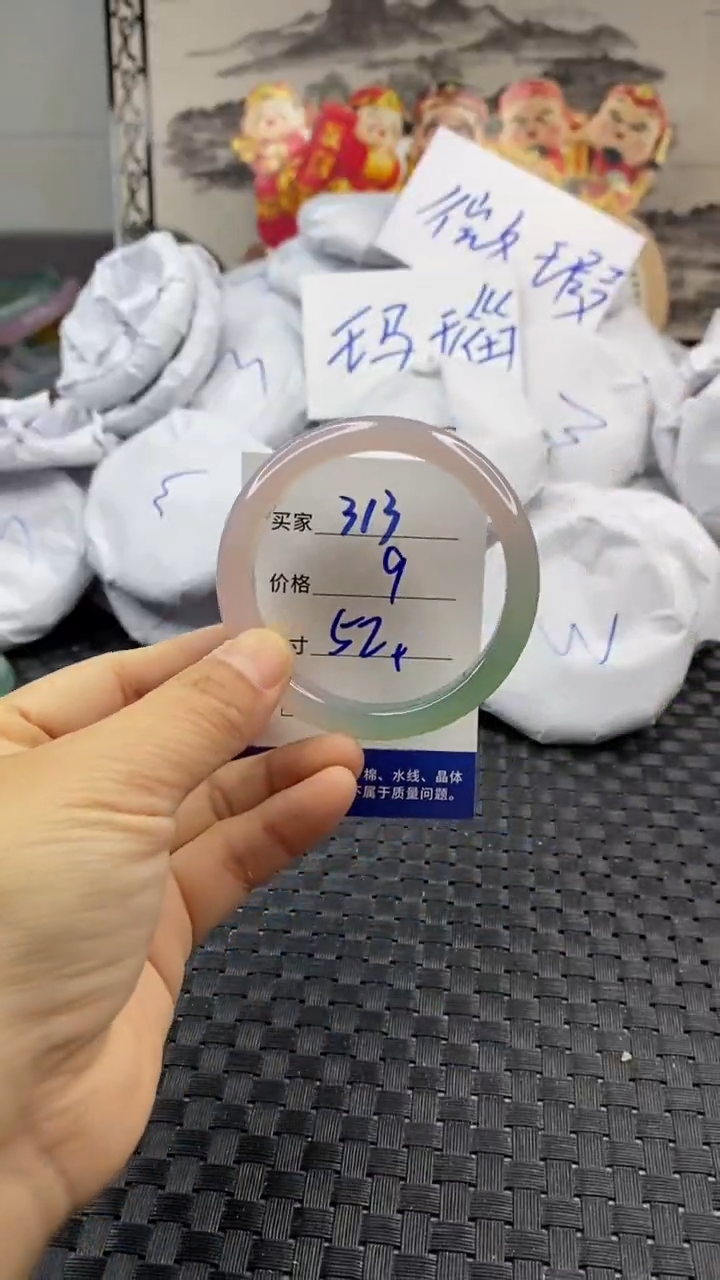 微瑕
玛瑙
买家 313
价格 9
寸 52+
棉、水线、晶体
不属于质量问题。
W